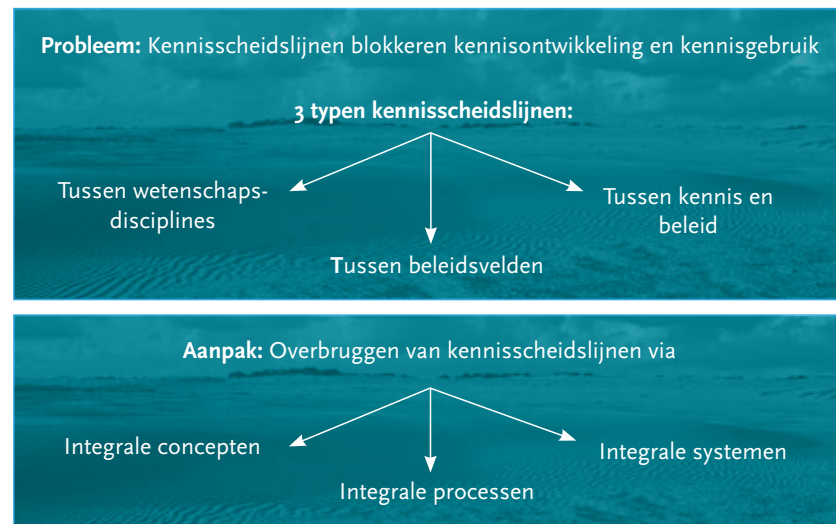 Probleem: Kennisscheidslijnen blokkeren kennisontwikkeling en kennisgebruik
3 typen kennisscheidslijnen:
Tussen wetenschaps-
disciplines
Tussen beleidsvelden
Tussen kennis en
beleid
Aanpak: Overbruggen van kennisscheidslijnen via
Integrale concepten
Integrale processen
Integrale systemen